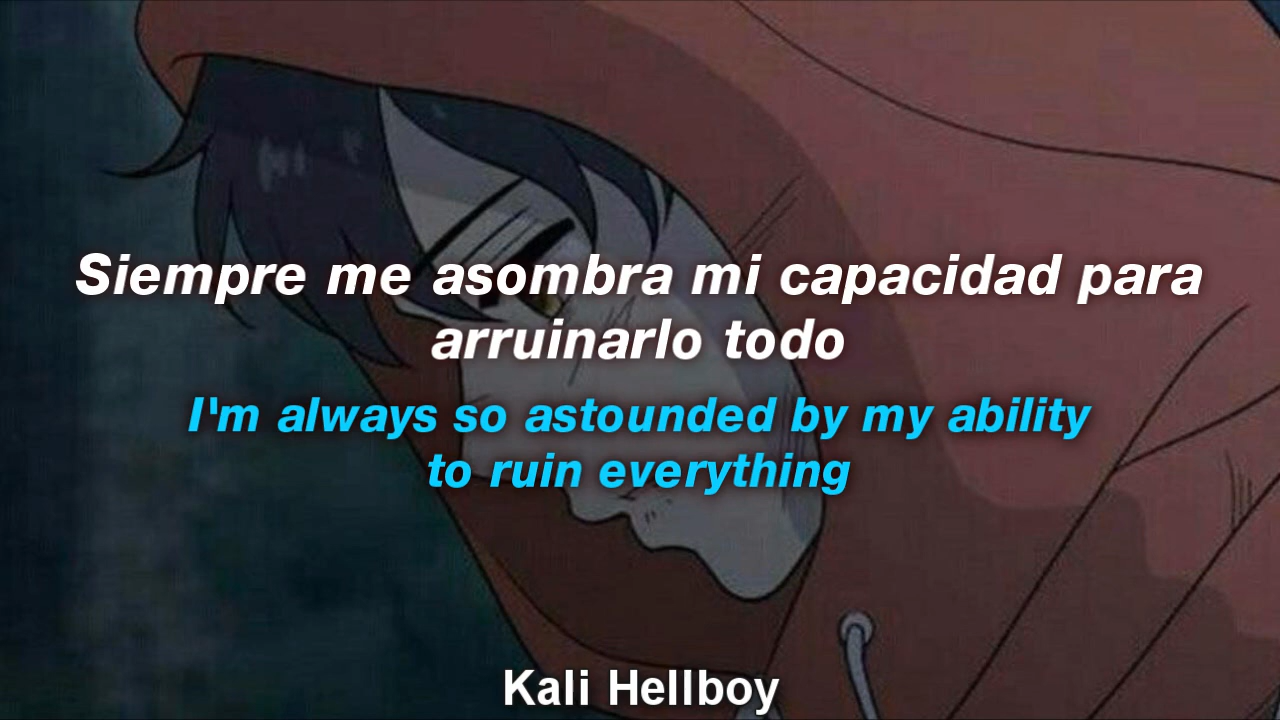 Siempre me asombra mi capacidad para
arruinarlo todo
I'm always so astounded by my ability
to ruin everything
Kali Hellboy